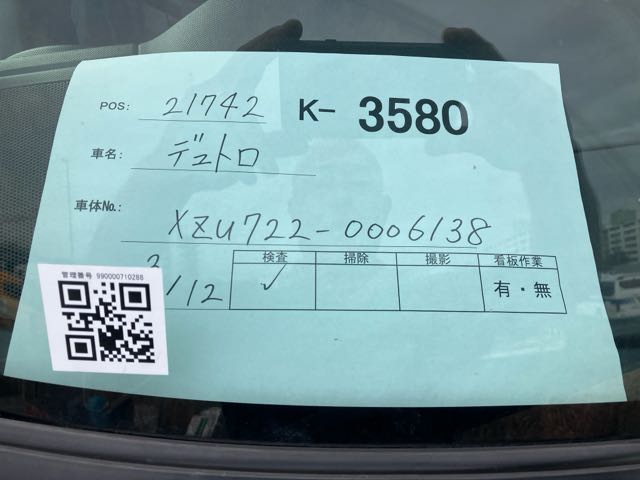 POS: 21742 K- 3580
車名: デュトロ
車体No.: XZU722-0006138
検査 掃除 撮影 看板作業
/12 ✓ 有・無
管理番号 990000710288